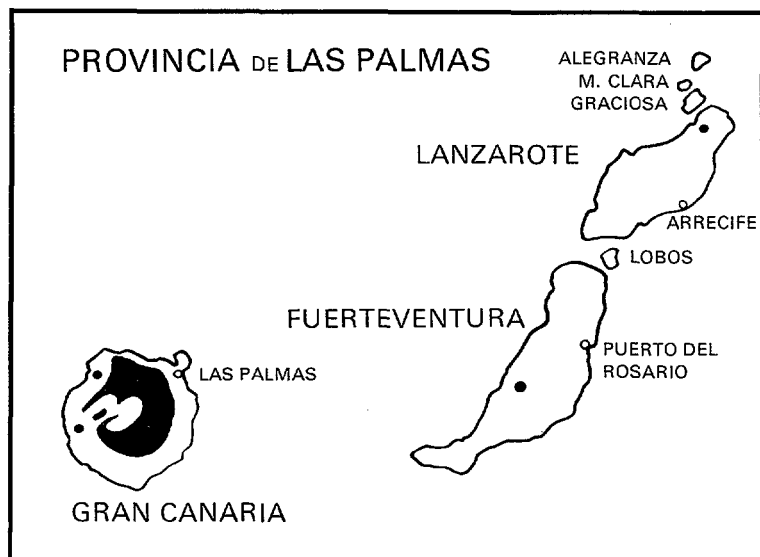 PROVINCIA DE LAS PALMAS
ALEGRANZA
M. CLARA
GRACIOSA
LANZAROTE
ARRECIFE
LOBOS
FUERTEVENTURA
PUERTO DEL
ROSARIO
LAS PALMAS
GRAN CANARIA